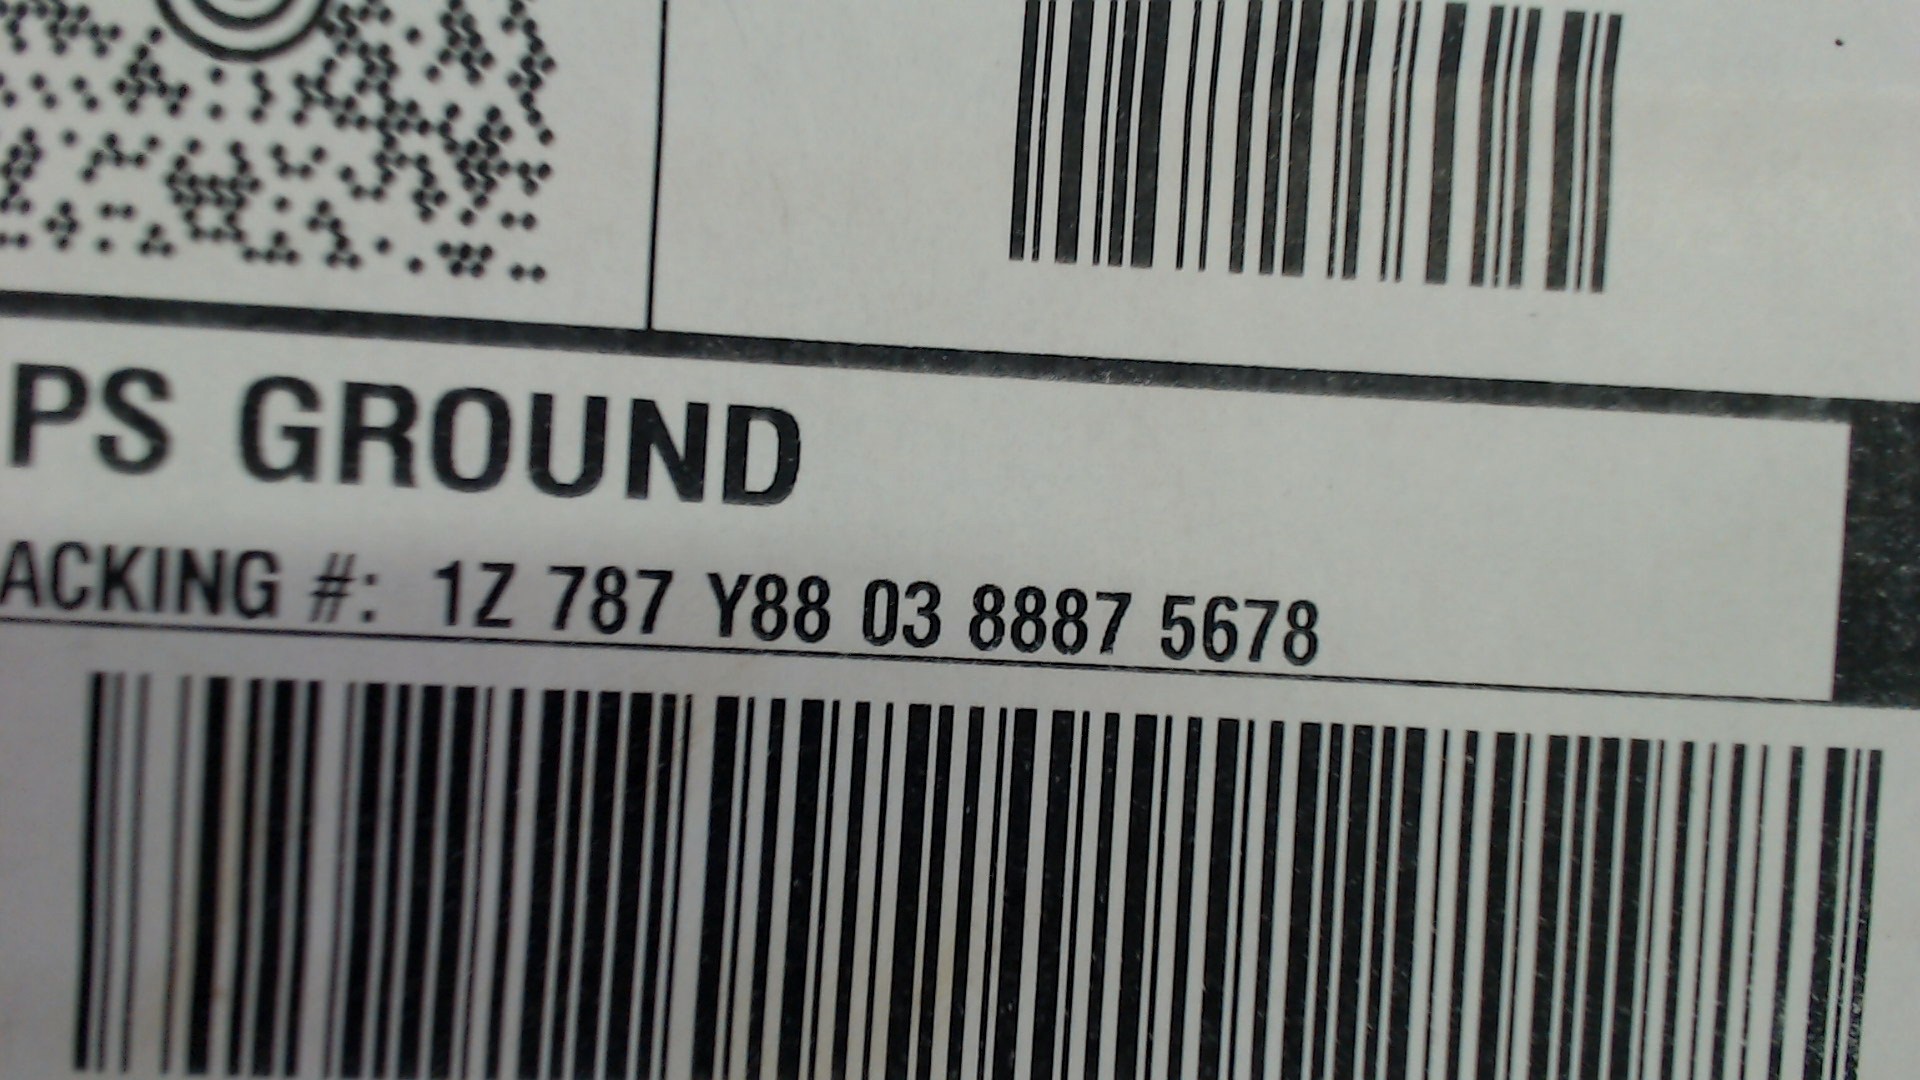 PS GROUND
ACKING #: 1Z 787 Y88 03 8887 5678